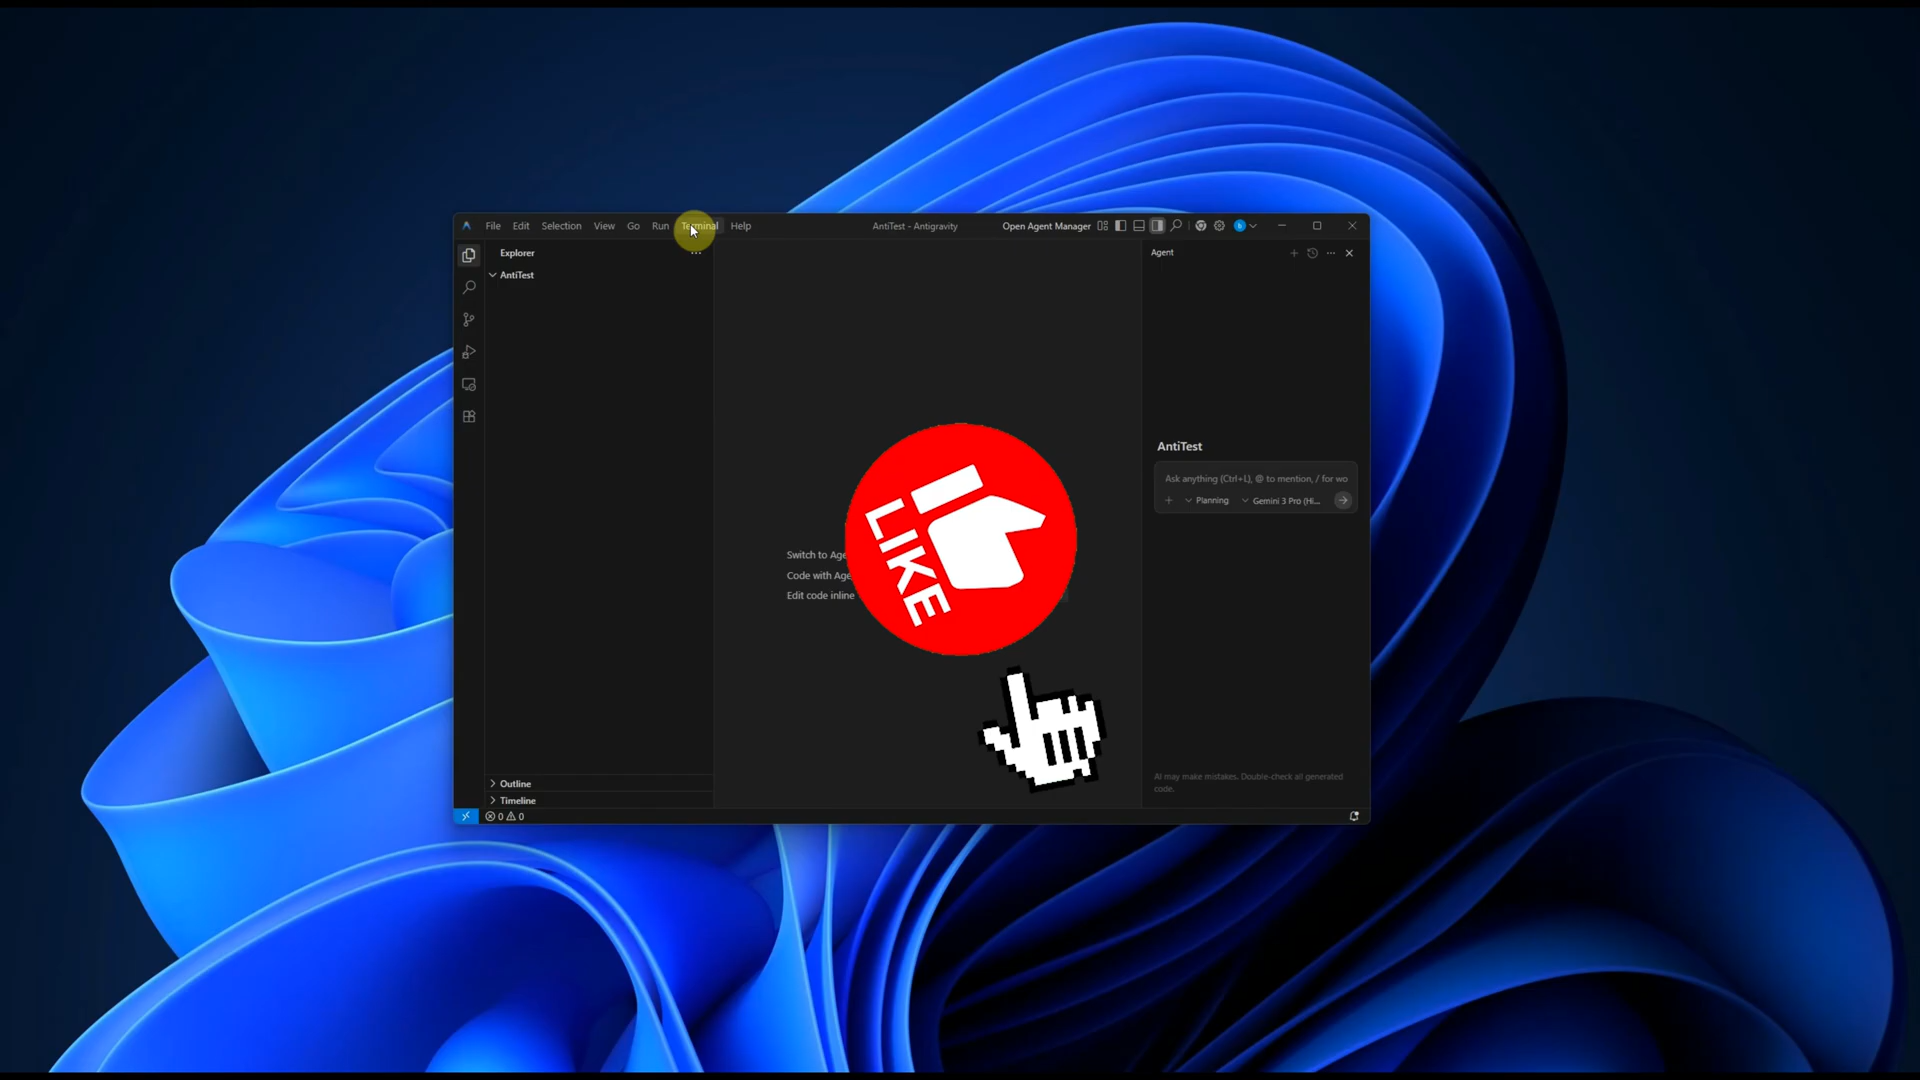 File Edit Selection View Go Run Terminal Help AntiTest - Antigravity Open Agent Manager
Explorer
AntiTest
Agent
AntiTest
Ask anything (Ctrl+L), @ to mention, / for wo
Planning Gemini 3 Pro (Hi...
LIKE
Switch to Age
Code with Age
Edit code inline
AI may make mistakes. Double-check all generated
code.
Outline
Timeline
0 0